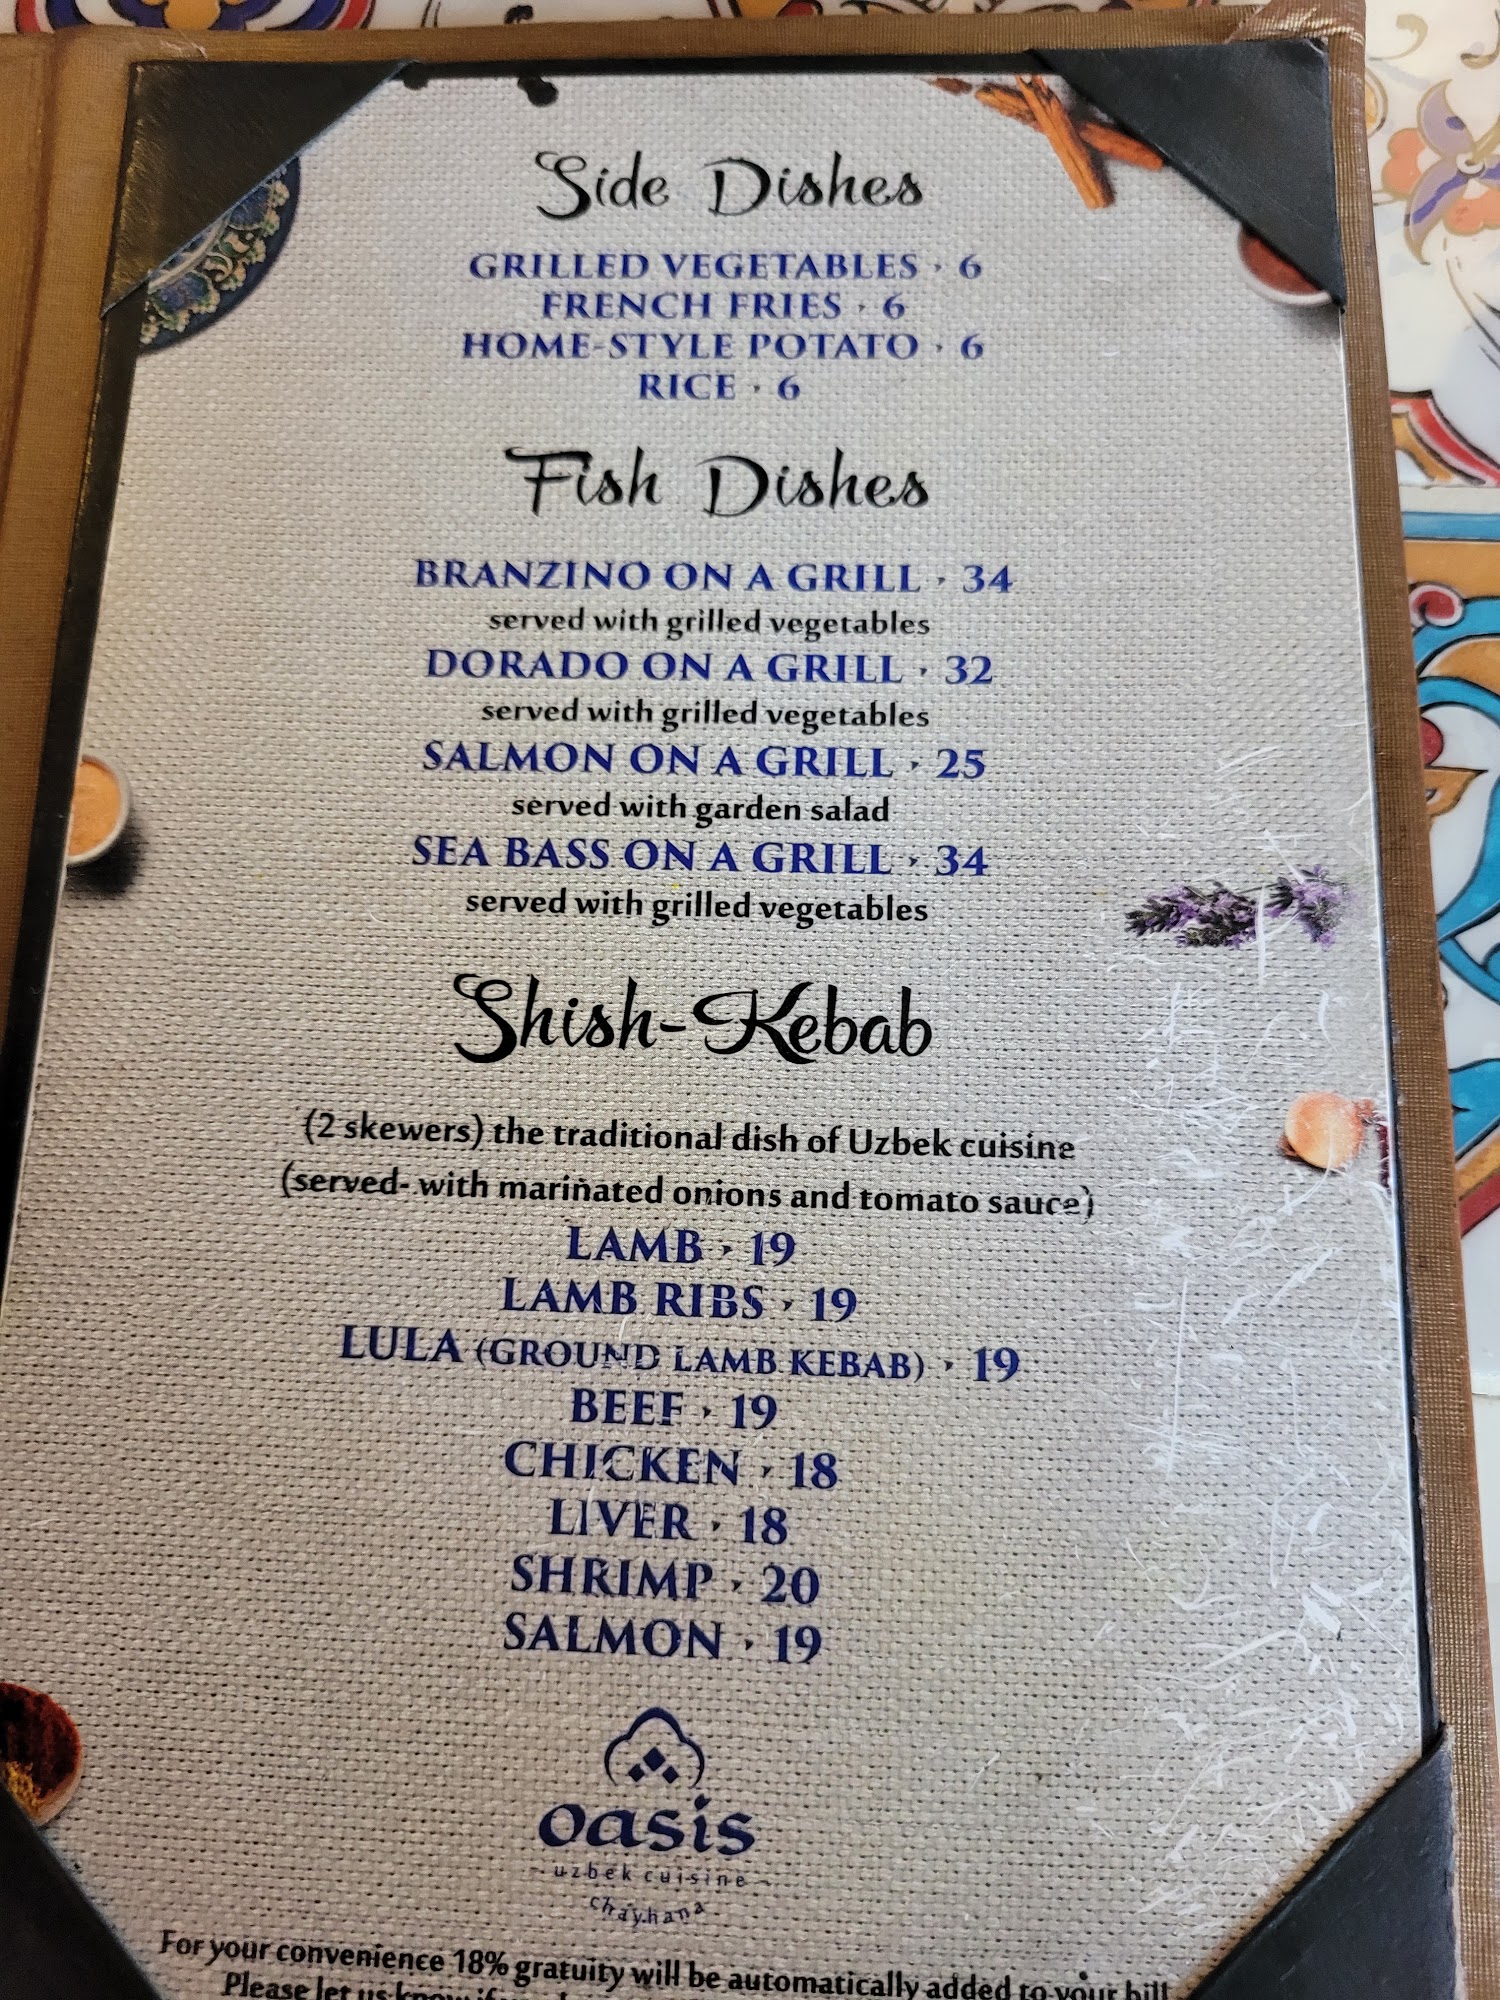 Side Dishes
GRILLED VEGETABLES · 6
FRENCH FRIES · 6
HOME-STYLE POTATO · 6
RICE · 6
Fish Dishes
BRANZINO ON A GRILL · 34
served with grilled vegetables
DORADO ON A GRILL · 32
served with grilled vegetables
SALMON ON A GRILL · 25
served with garden salad
SEA BASS ON A GRILL · 34
served with grilled vegetables
Shish-Kebab
(2 skewers) the traditional dish of Uzbek cuisine
(served- with marinated onions and tomato sauce)
LAMB · 19
LAMB RIBS · 19
LULA (GROUND LAMB KEBAB) · 19
BEEF · 19
CHICKEN · 18
LIVER · 18
SHRIMP · 20
SALMON · 19
oasis
uzbek cuisine
chayhana
For your convenience 18% gratuity will be automatically added to your bill
Please let us know if